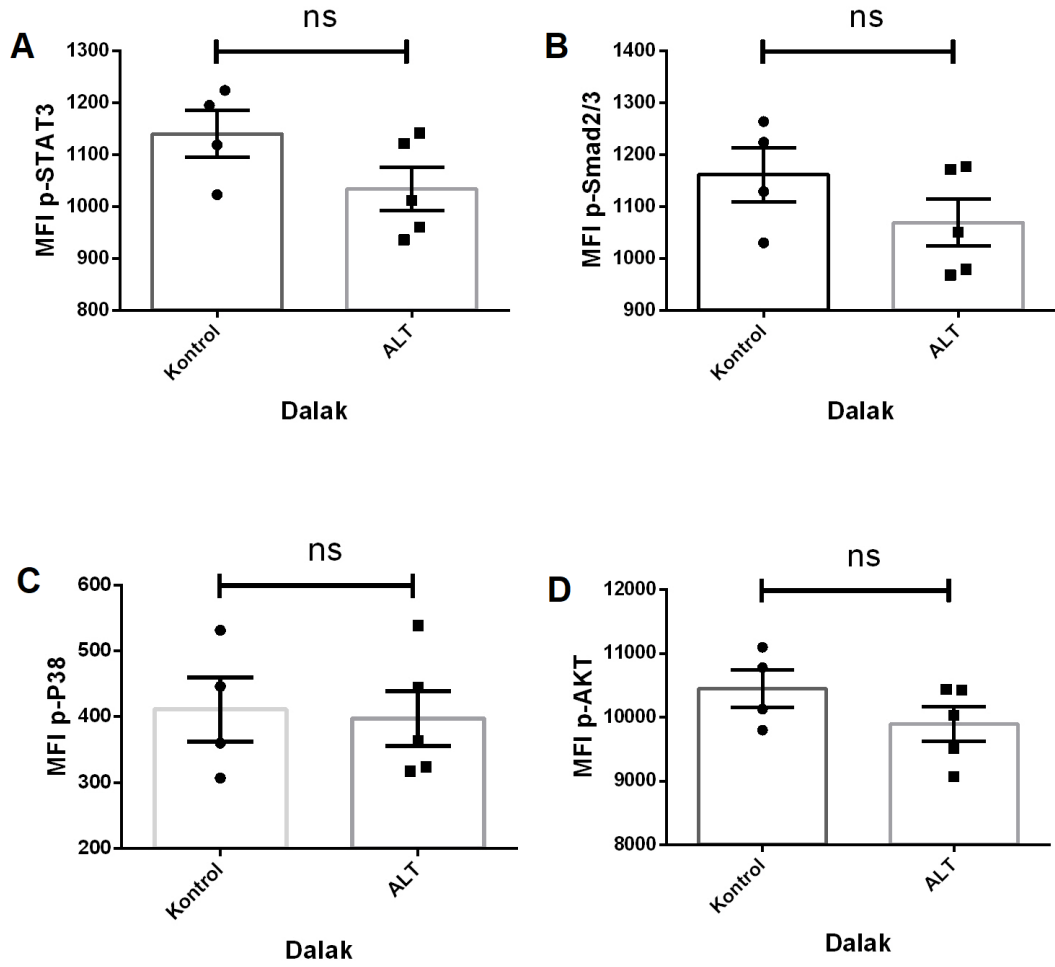 A
ns
MFI p-STAT3
1300
1200
1100
1000
900
800
Kontrol
ALT
Dalak
B
ns
MFI p-Smad2/3
1400
1300
1200
1100
1000
900
Kontrol
ALT
Dalak
C
ns
MFI p-P38
600
500
400
300
200
Kontrol
ALT
Dalak
D
ns
MFI p-AKT
12000
11000
10000
9000
8000
Kontrol
ALT
Dalak